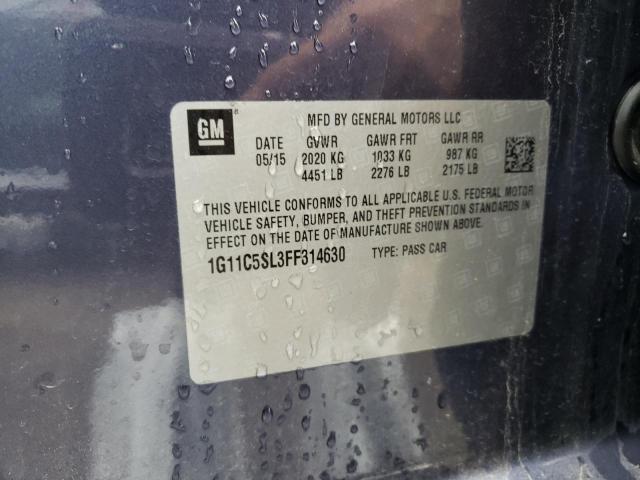 GM
MFD BY GENERAL MOTORS LLC
DATE GVWR GAWR FRT GAWR RR
05/15 2020 KG 1033 KG 987 KG
4451 LB 2276 LB 2175 LB
THIS VEHICLE CONFORMS TO ALL APPLICABLE U.S. FEDERAL MOTOR
VEHICLE SAFETY, BUMPER, AND THEFT PREVENTION STANDARDS IN
EFFECT ON THE DATE OF MANUFACTURE SHOWN ABOVE.
1G11C5SL3FF314630 TYPE: PASS CAR